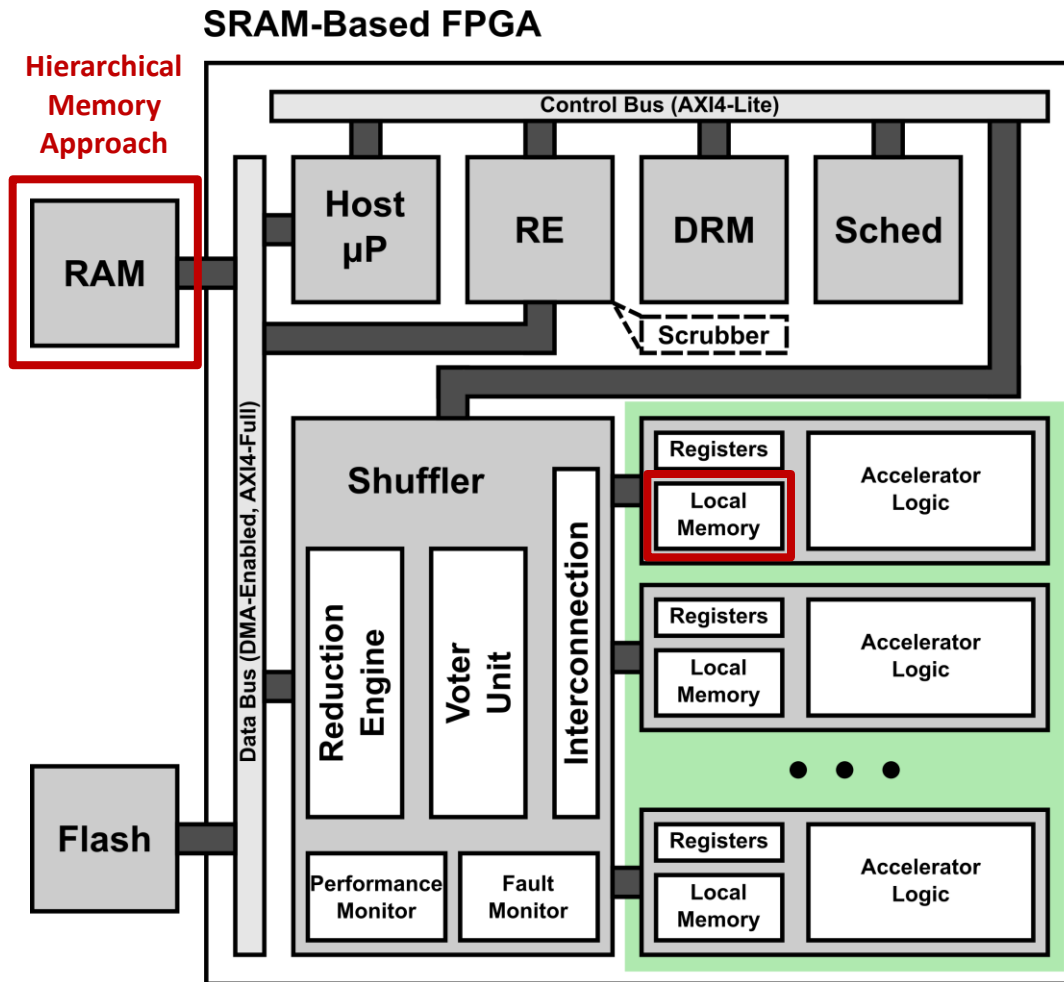 SRAM-Based FPGA
Hierarchical
Memory
Approach
Control Bus (AXI4-Lite)
RAM
Host
μP
RE
DRM
Sched
Scrubber
Data Bus (DMA-Enabled, AXI4-Full)
Shuffler
Reduction
Engine
Voter
Unit
Interconnection
Performance
Monitor
Fault
Monitor
Flash
Registers
Local
Memory
Accelerator
Logic
Registers
Local
Memory
Accelerator
Logic
Registers
Local
Memory
Accelerator
Logic